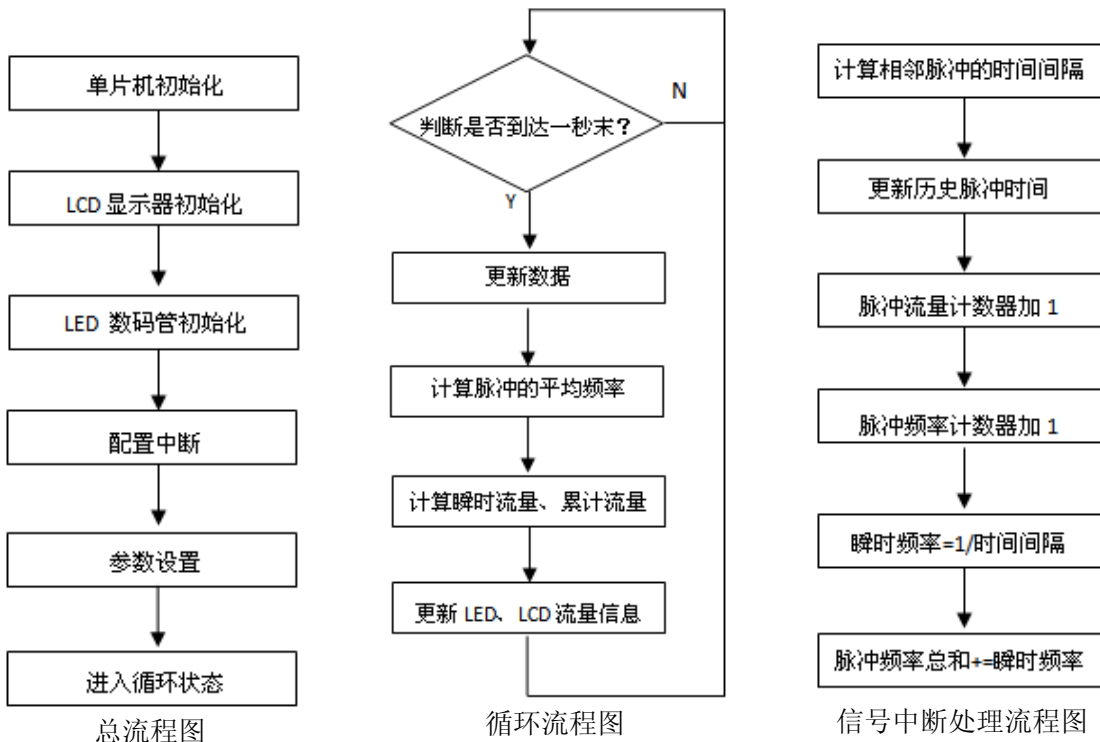 单片机初始化
LCD 显示器初始化
LED 数码管初始化
配置中断
参数设置
进入循环状态
总流程图
判断是否到达一秒末？
N
Y
更新数据
计算脉冲的平均频率
计算瞬时流量、累计流量
更新 LED、LCD 流量信息
循环流程图
计算相邻脉冲的时间间隔
更新历史脉冲时间
脉冲流量计数器加 1
脉冲频率计数器加 1
瞬时频率=1/时间间隔
脉冲频率总和+=瞬时频率
信号中断处理流程图